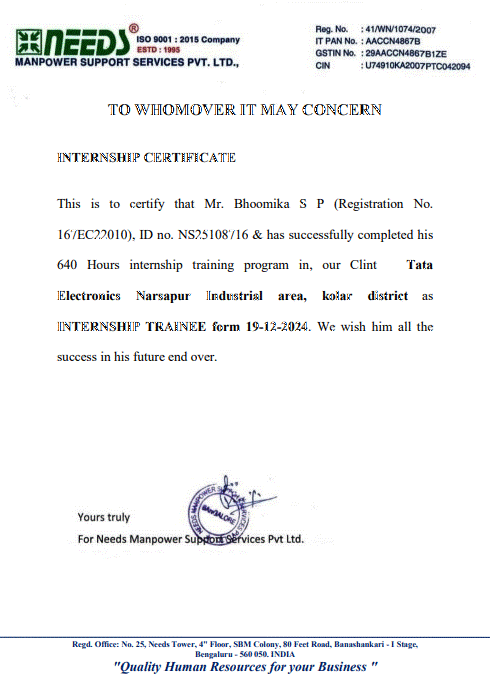 NEEDS®
ISO 9001 : 2015 Company
ESTD : 1995
MANPOWER SUPPORT SERVICES PVT. LTD.,
Reg. No. : 41/WN/1074/2007
IT PAN No. : AACCN4867B
GSTIN No. : 29AACCN4867B1ZE
CIN : U74910KA2007PTC042094
TO WHOMOVER IT MAY CONCERN
INTERNSHIP CERTIFICATE
This is to certify that Mr. Bhoomika S P (Registration No.
16/EC22010), ID no. NS25108/16 & has successfully completed his
640 Hours internship training program in, our Clint Tata
Electronics Narsapur Industrial area, kolar district as
INTERNSHIP TRAINEE form 19-12-2024. We wish him all the
success in his future end over.
NEEDS MANPOWER SUPPORT SERVICES PVT
BANGALORE
Yours truly
For Needs Manpower Support Services Pvt Ltd.
Regd. Office: No. 25, Needs Tower, 4" Floor, SBM Colony, 80 Feet Road, Banashankari - I Stage,
Bengaluru - 560 050. INDIA
"Quality Human Resources for your Business "